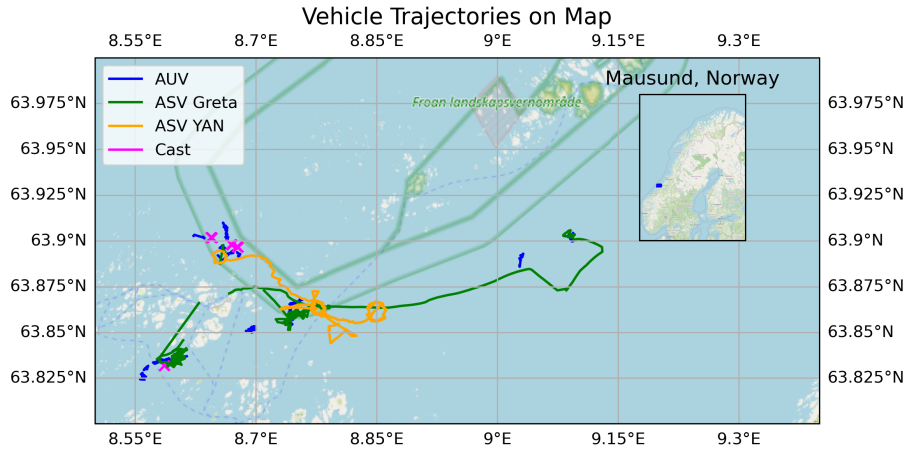 Vehicle Trajectories on Map
8.55°E 8.7°E 8.85°E 9°E 9.15°E 9.3°E
AUV
ASV Greta
ASV YAN
Cast
Mausund, Norway
Froan landskapsvernområde
63.975°N 63.975°N
63.95°N 63.95°N
63.925°N 63.925°N
63.9°N 63.9°N
63.875°N 63.875°N
63.85°N 63.85°N
63.825°N 63.825°N
8.55°E 8.7°E 8.85°E 9°E 9.15°E 9.3°E